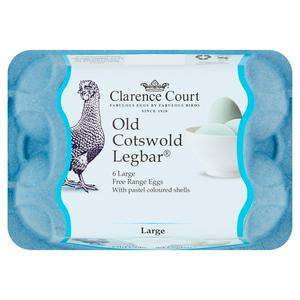 Clarence Court
FABULOUS EGGS BY FABULOUS BIRDS
SINCE 1928
Old
Cotswold
Legbar®
6 Large
Free Range Eggs
With pastel coloured shells
Large